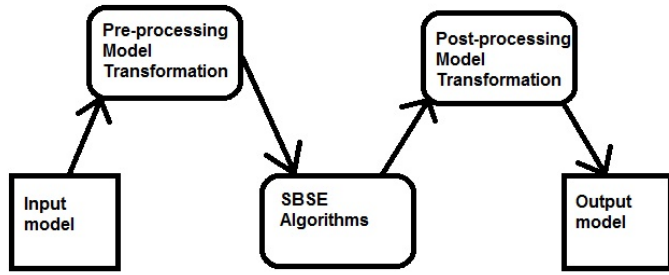 Pre-processing
Model
Transformation
Post-processing
Model
Transformation
Input
model
SBSE
Algorithms
Output
model